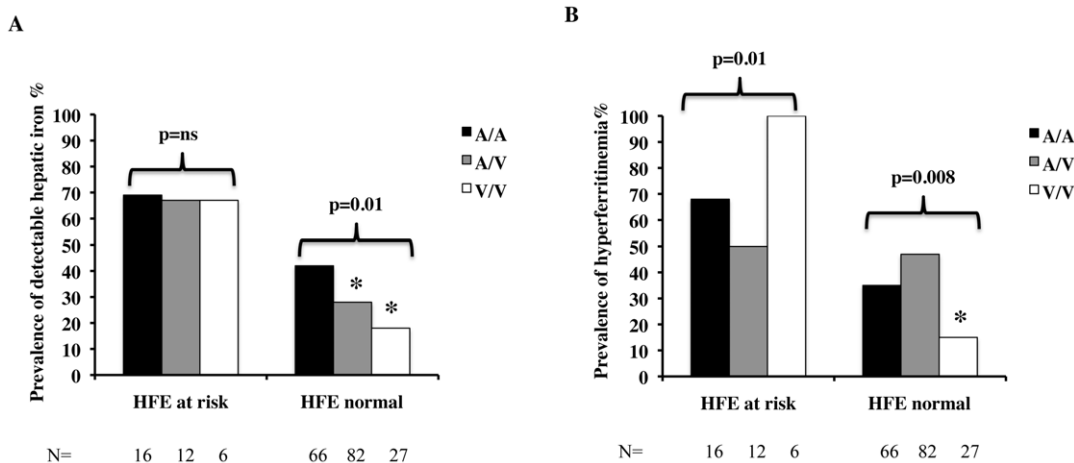 A
Prevalence of detectable hepatic iron %
100
90
80
70
60
50
40
30
20
10
0
p=ns
p=0.01
*
*
A/A
A/V
V/V
HFE at risk
HFE normal
N= 16 12 6 66 82 27
B
Prevalence of hyperferritinemia%
100
90
80
70
60
50
40
30
20
10
0
p=0.01
p=0.008
*
A/A
A/V
V/V
HFE at risk
HFE normal
N= 16 12 6 66 82 27